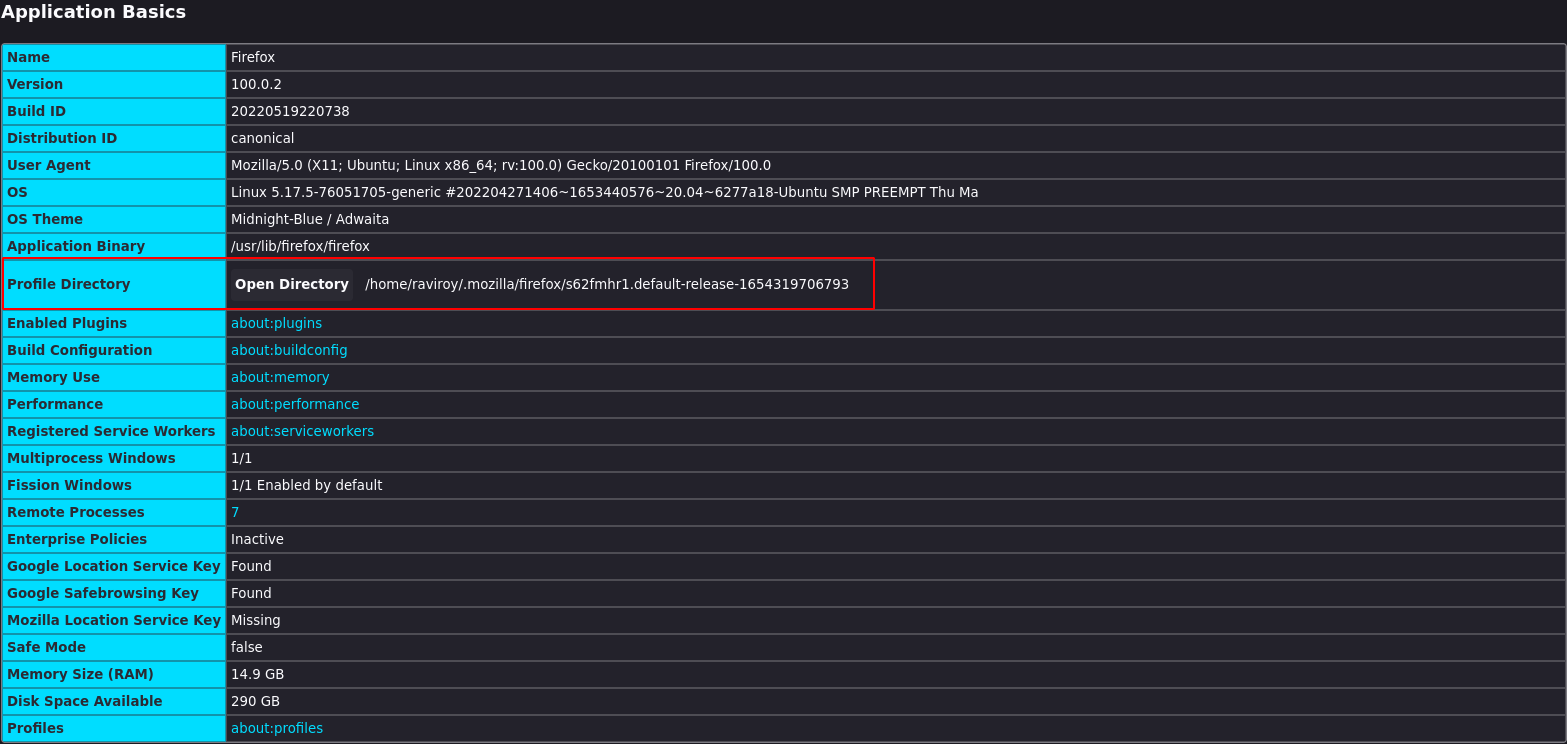 Application Basics
Name Firefox
Version 100.0.2
Build ID 20220519220738
Distribution ID canonical
User Agent Mozilla/5.0 (X11; Ubuntu; Linux x86_64; rv:100.0) Gecko/20100101 Firefox/100.0
OS Linux 5.17.5-76051705-generic #202204271406~1653440576~20.04~6277a18-Ubuntu SMP PREEMPT Thu Ma
OS Theme Midnight-Blue / Adwaita
Application Binary /usr/lib/firefox/firefox
Profile Directory Open Directory /home/raviroy/.mozilla/firefox/s62fmhr1.default-release-1654319706793
Enabled Plugins about:plugins
Build Configuration about:buildconfig
Memory Use about:memory
Performance about:performance
Registered Service Workers about:serviceworkers
Multiprocess Windows 1/1
Fission Windows 1/1 Enabled by default
Remote Processes 7
Enterprise Policies Inactive
Google Location Service Key Found
Google Safebrowsing Key Found
Mozilla Location Service Key Missing
Safe Mode false
Memory Size (RAM) 14.9 GB
Disk Space Available 290 GB
Profiles about:profiles